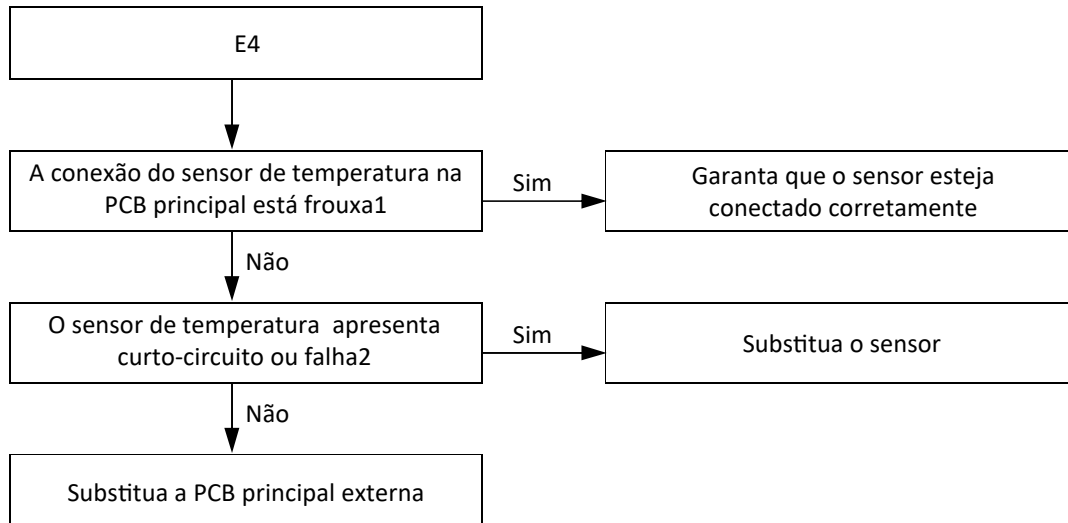 E4
A conexão do sensor de temperatura na
PCB principal está frouxa1
Sim
Garanta que o sensor esteja
conectado corretamente
Não
O sensor de temperatura  apresenta
curto-circuito ou falha2
Sim
Substitua o sensor
Não
Substitua a PCB principal externa